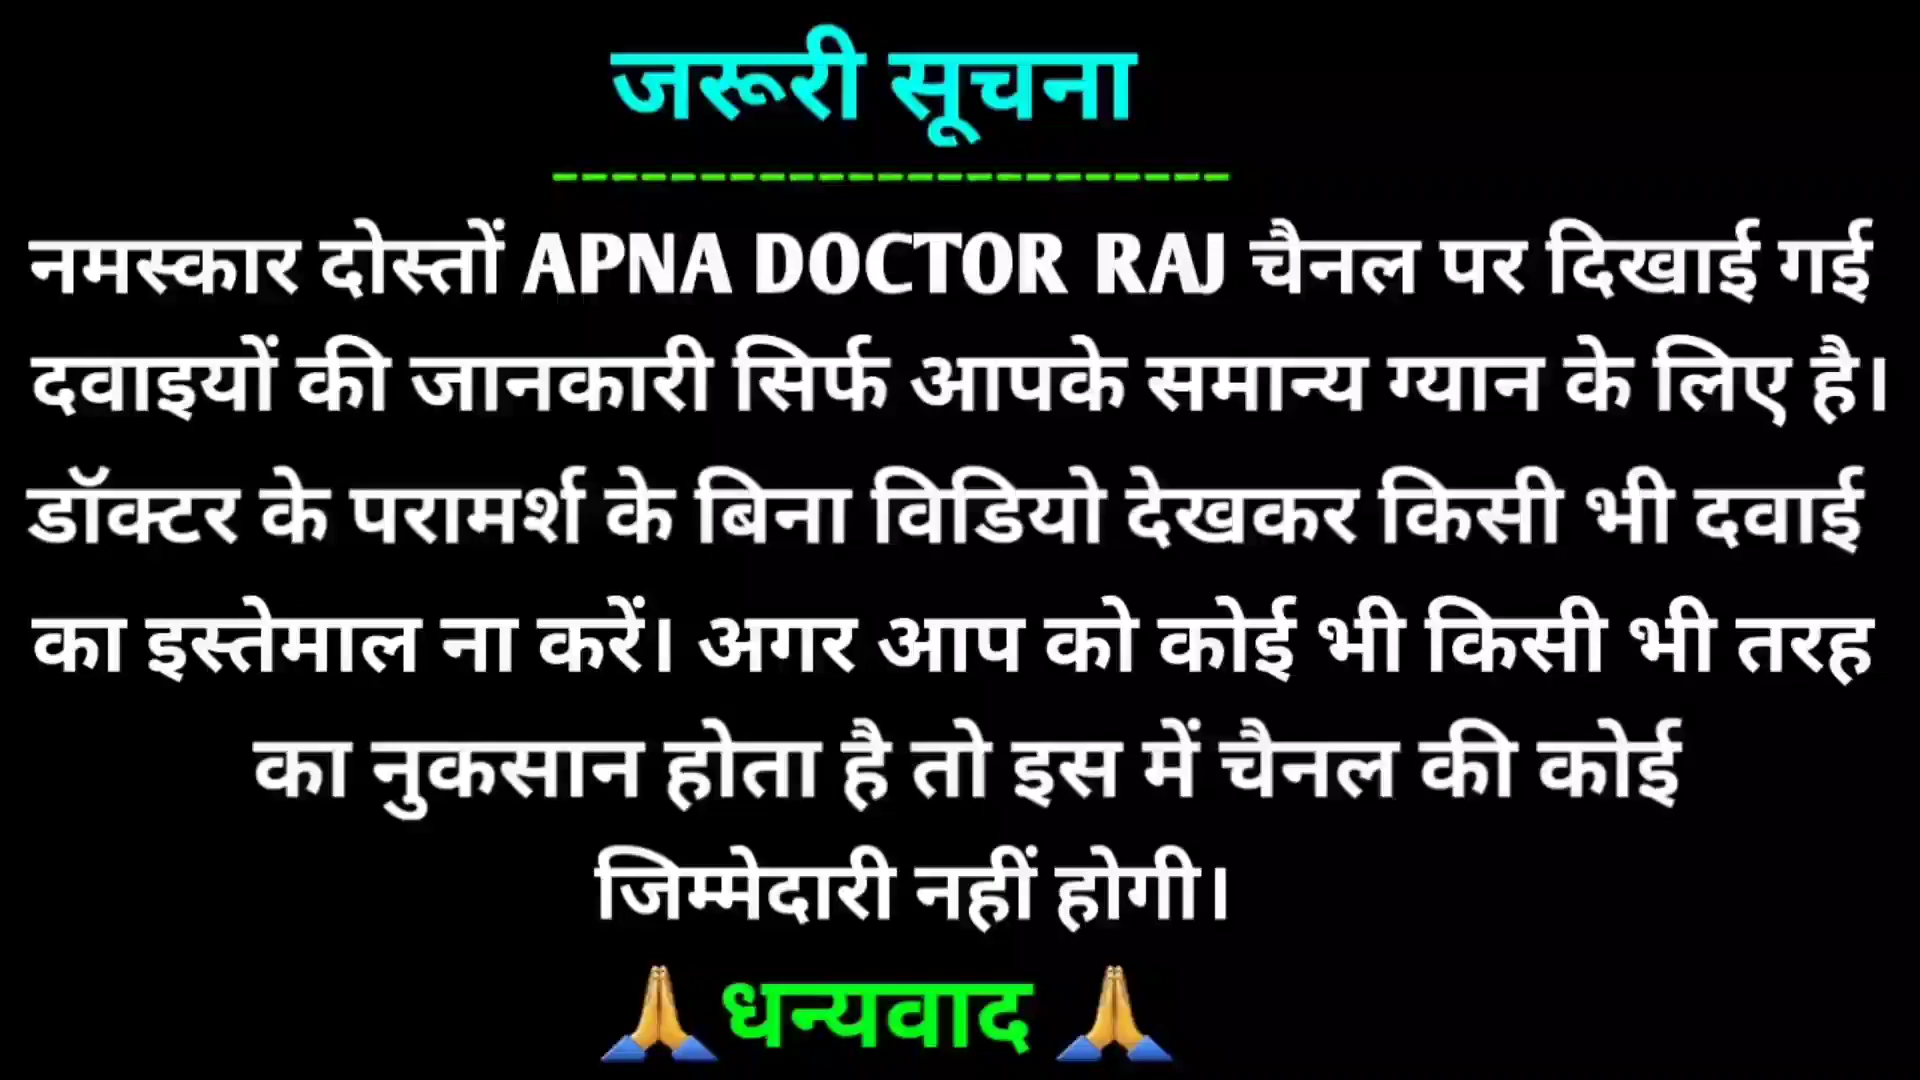 जरूरी सूचना
-----------------------
नमस्कार दोस्तों APNA DOCTOR RAJ चैनल पर दिखाई गई
दवाइयों की जानकारी सिर्फ आपके समान्य ग्यान के लिए है।
डॉक्टर के परामर्श के बिना विडियो देखकर किसी भी दवाई
का इस्तेमाल ना करें। अगर आप को कोई भी किसी भी तरह
का नुकसान होता है तो इस में चैनल की कोई
जिम्मेदारी नहीं होगी।
🙏धन्यवाद 🙏